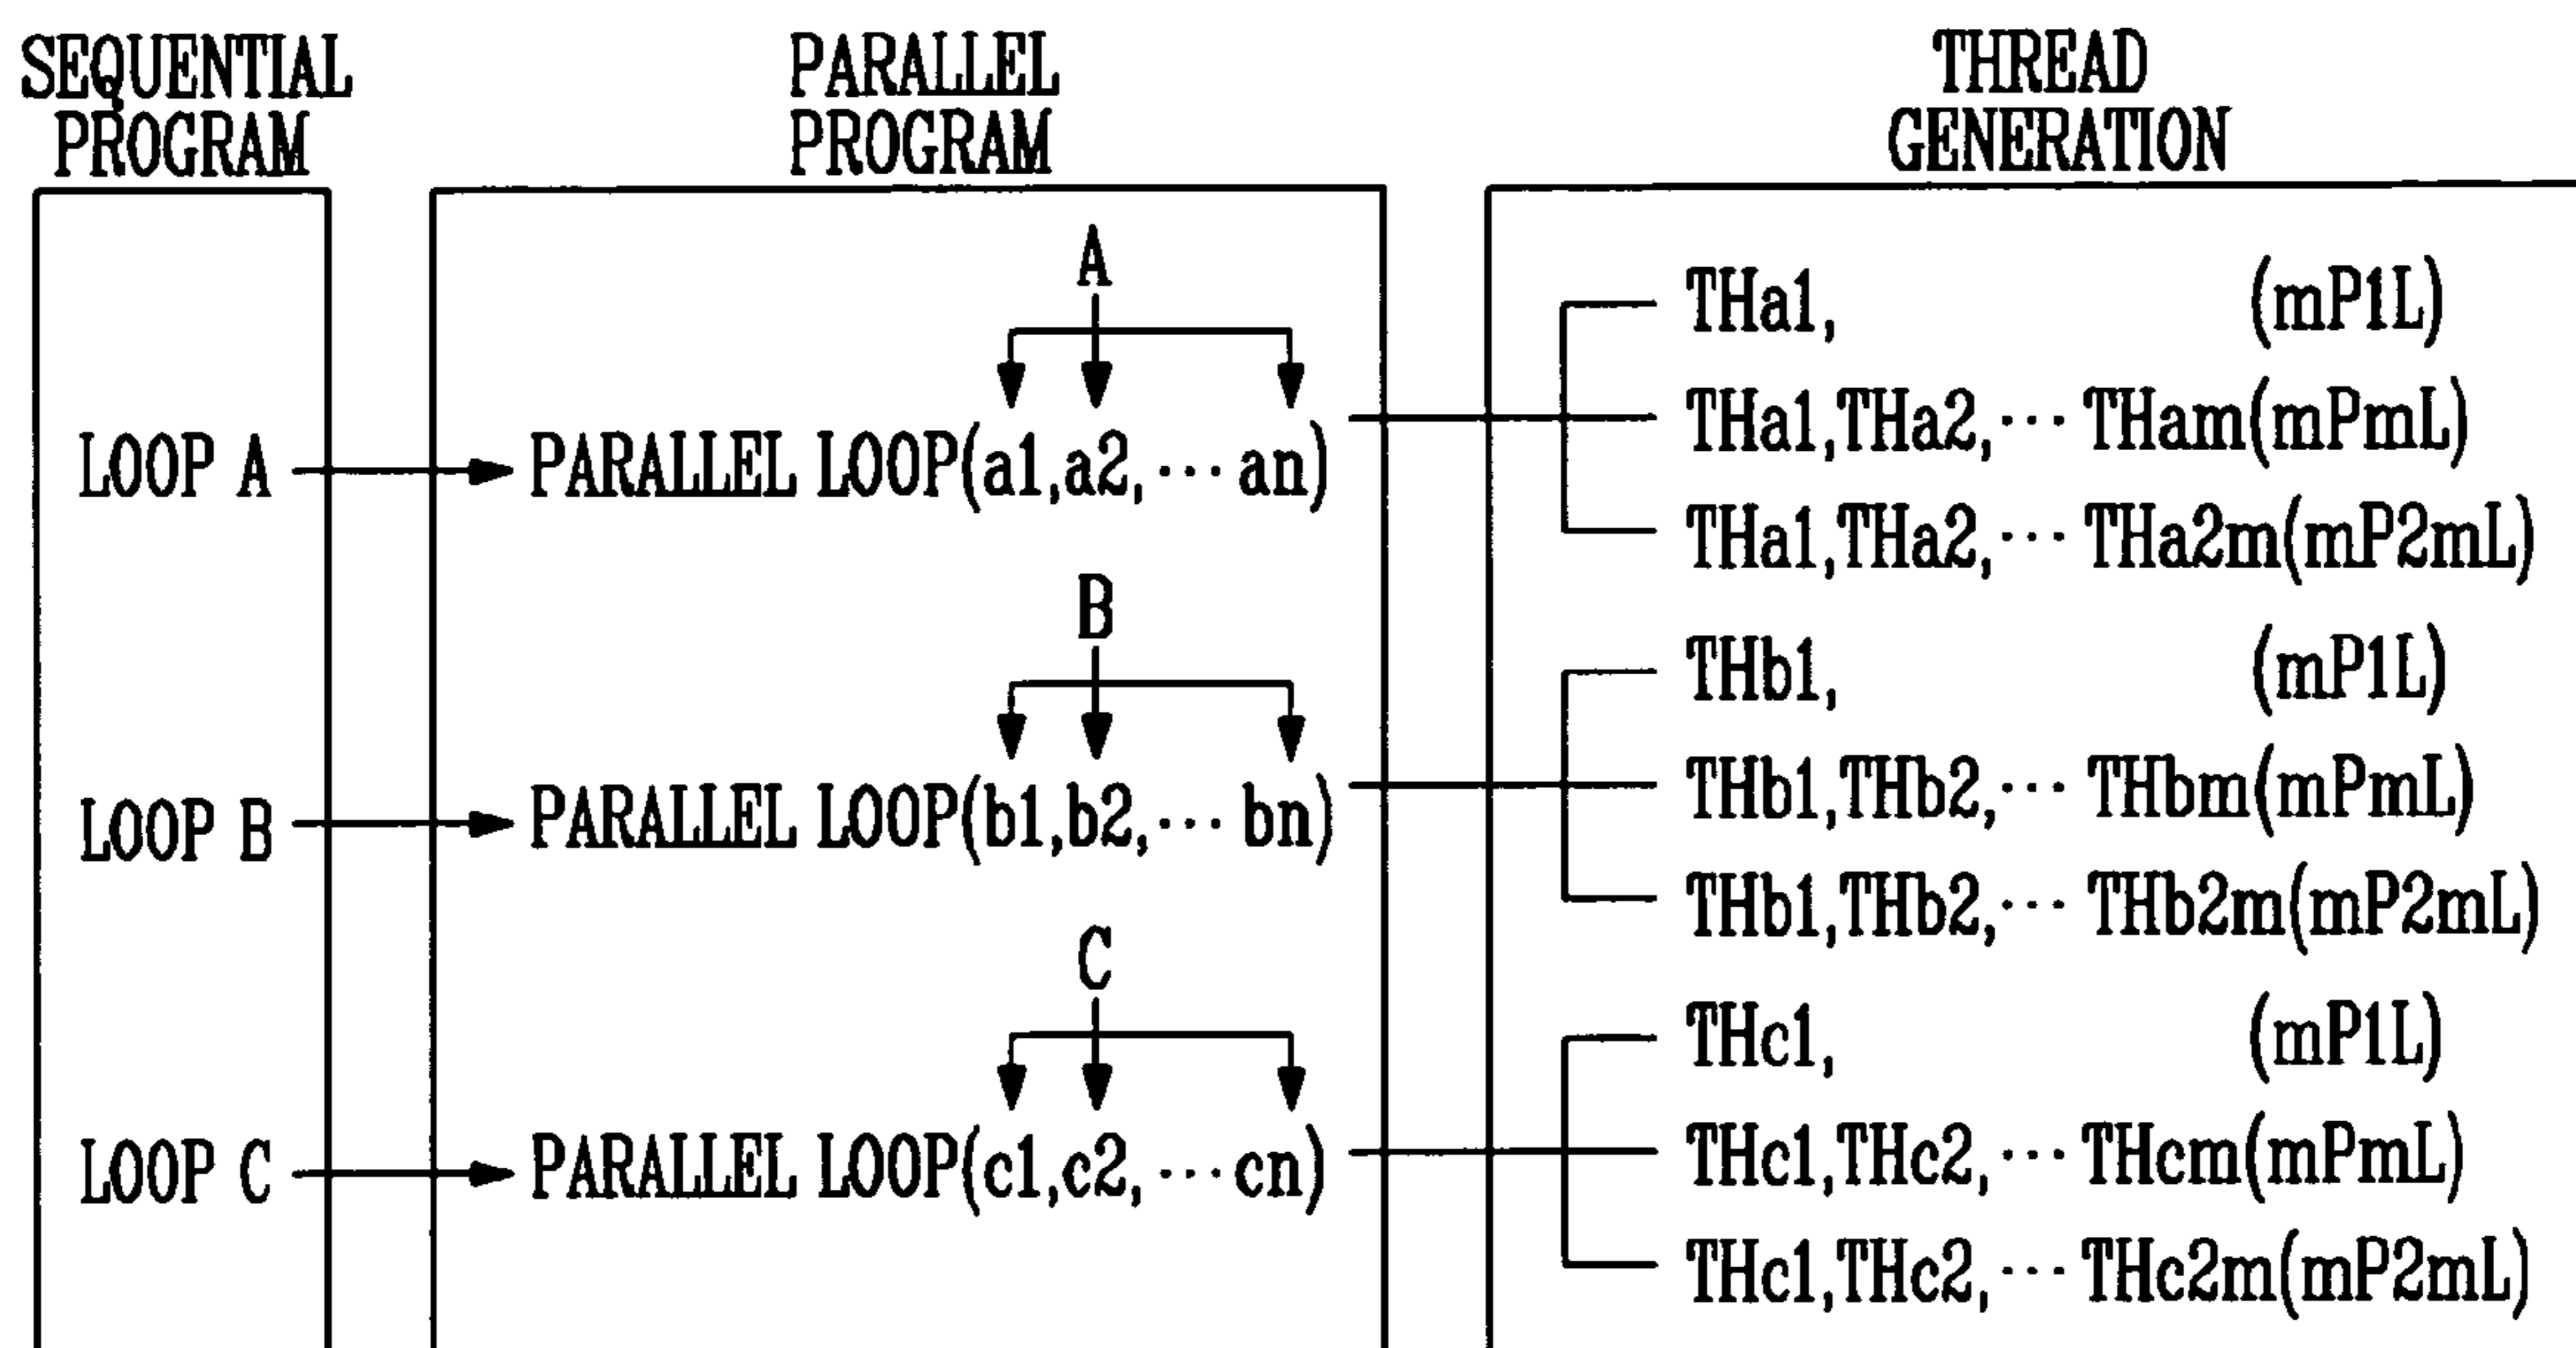 SEQUENTIAL
PROGRAM
PARALLEL
PROGRAM
THREAD
GENERATION
LOOP A
A
PARALLEL LOOP(a1,a2, ··· an)
THa1, (mP1L)
THa1,THa2, ··· THam(mPmL)
THa1,THa2, ··· THa2m(mP2mL)
LOOP B
B
PARALLEL LOOP(b1,b2, ··· bn)
THb1, (mP1L)
THb1,THb2, ··· THbm(mPmL)
THb1,THb2, ··· THb2m(mP2mL)
LOOP C
C
PARALLEL LOOP(c1,c2, ··· cn)
THc1, (mP1L)
THc1,THc2, ··· THcm(mPmL)
THc1,THc2, ··· THc2m(mP2mL)